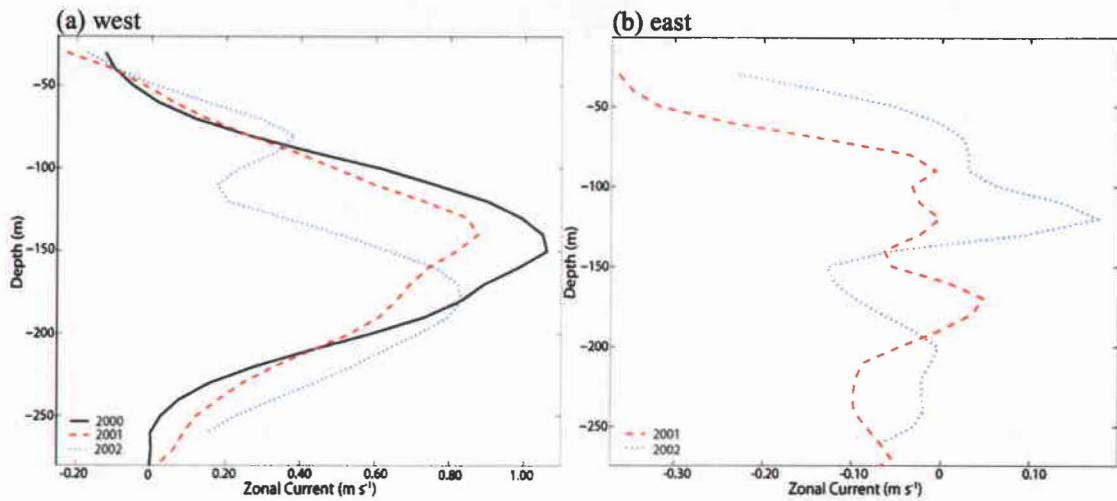 (a) west
Depth (m)
-50
-100
-150
-200
-250
2000
2001
2002
-0.20 0 0.20 0.40 0.60 0.80 1.00
Zonal Current (m s⁻¹)
(b) east
Depth (m)
-50
-100
-150
-200
-250
2001
2002
-0.30 -0.20 -0.10 0 0.10
Zonal Current (m s⁻¹)